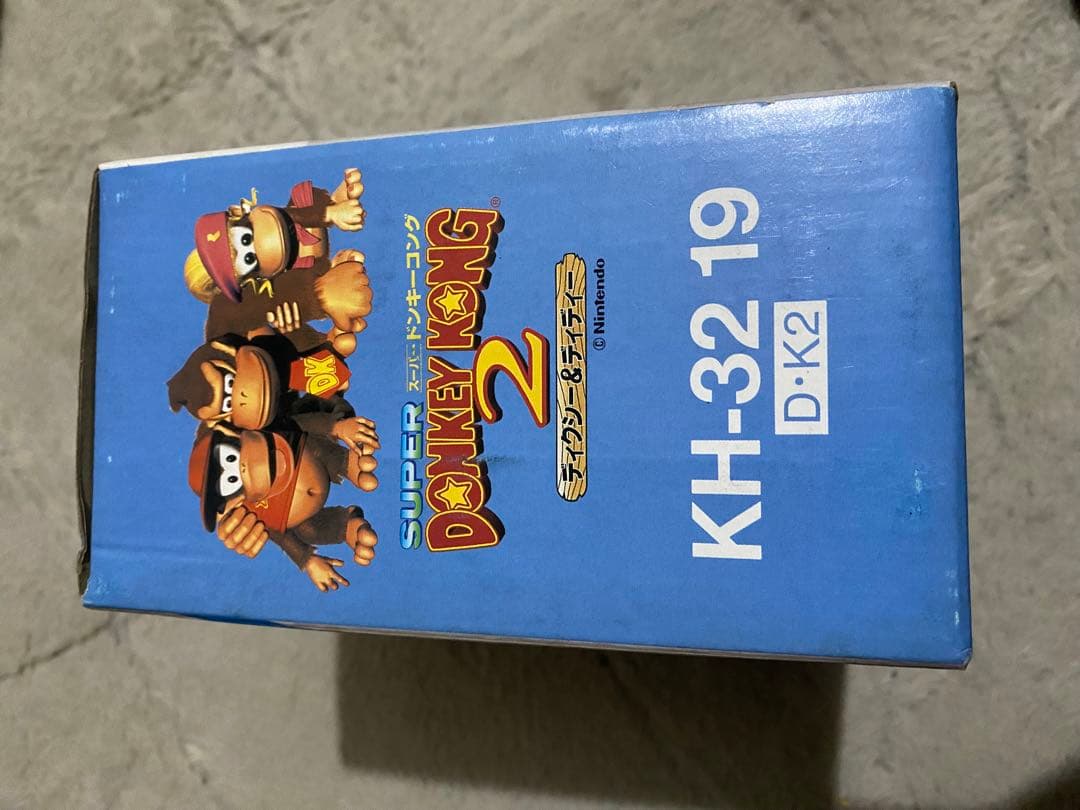 SUPER スーパードンキーコング
DONKEY KONG®
2
ディクシー&ディディー
© Nintendo
KH-32 19
D·K2
DK